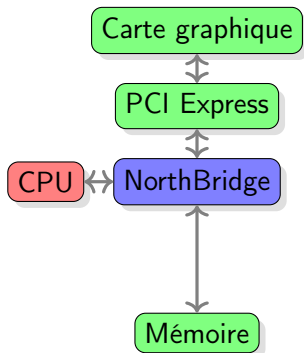 Carte graphique
PCI Express
CPU
NorthBridge
Mémoire